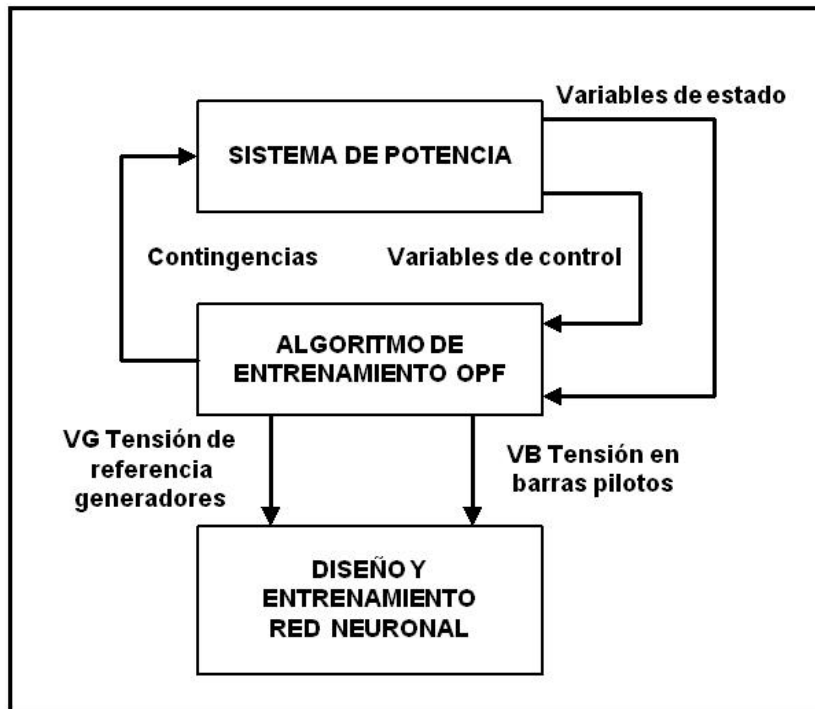 Variables de estado
SISTEMA DE POTENCIA
Contingencias
Variables de control
ALGORITMO DE
ENTRENAMIENTO OPF
VG Tensión de
referencia
generadores
VB Tensión en
barras pilotos
DISEÑO Y
ENTRENAMIENTO
RED NEURONAL